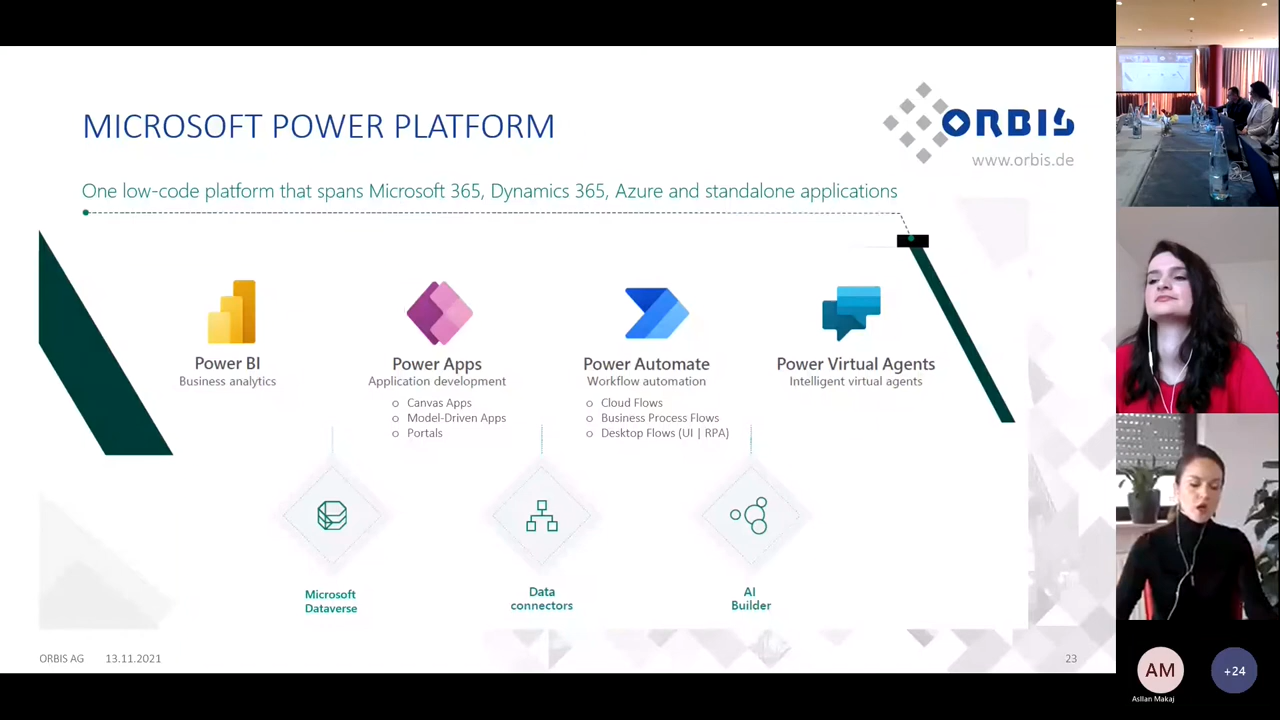 MICROSOFT POWER PLATFORM
ORBIS
www.orbis.de
One low-code platform that spans Microsoft 365, Dynamics 365, Azure and standalone applications
Power BI
Business analytics
Power Apps
Application development
o Canvas Apps
o Model-Driven Apps
o Portals
Power Automate
Workflow automation
o Cloud Flows
o Business Process Flows
o Desktop Flows (UI | RPA)
Power Virtual Agents
Intelligent virtual agents
Microsoft
Dataverse
Data
connectors
AI
Builder
ORBIS AG 13.11.2021
23
AM
Asllan Makaj
+24